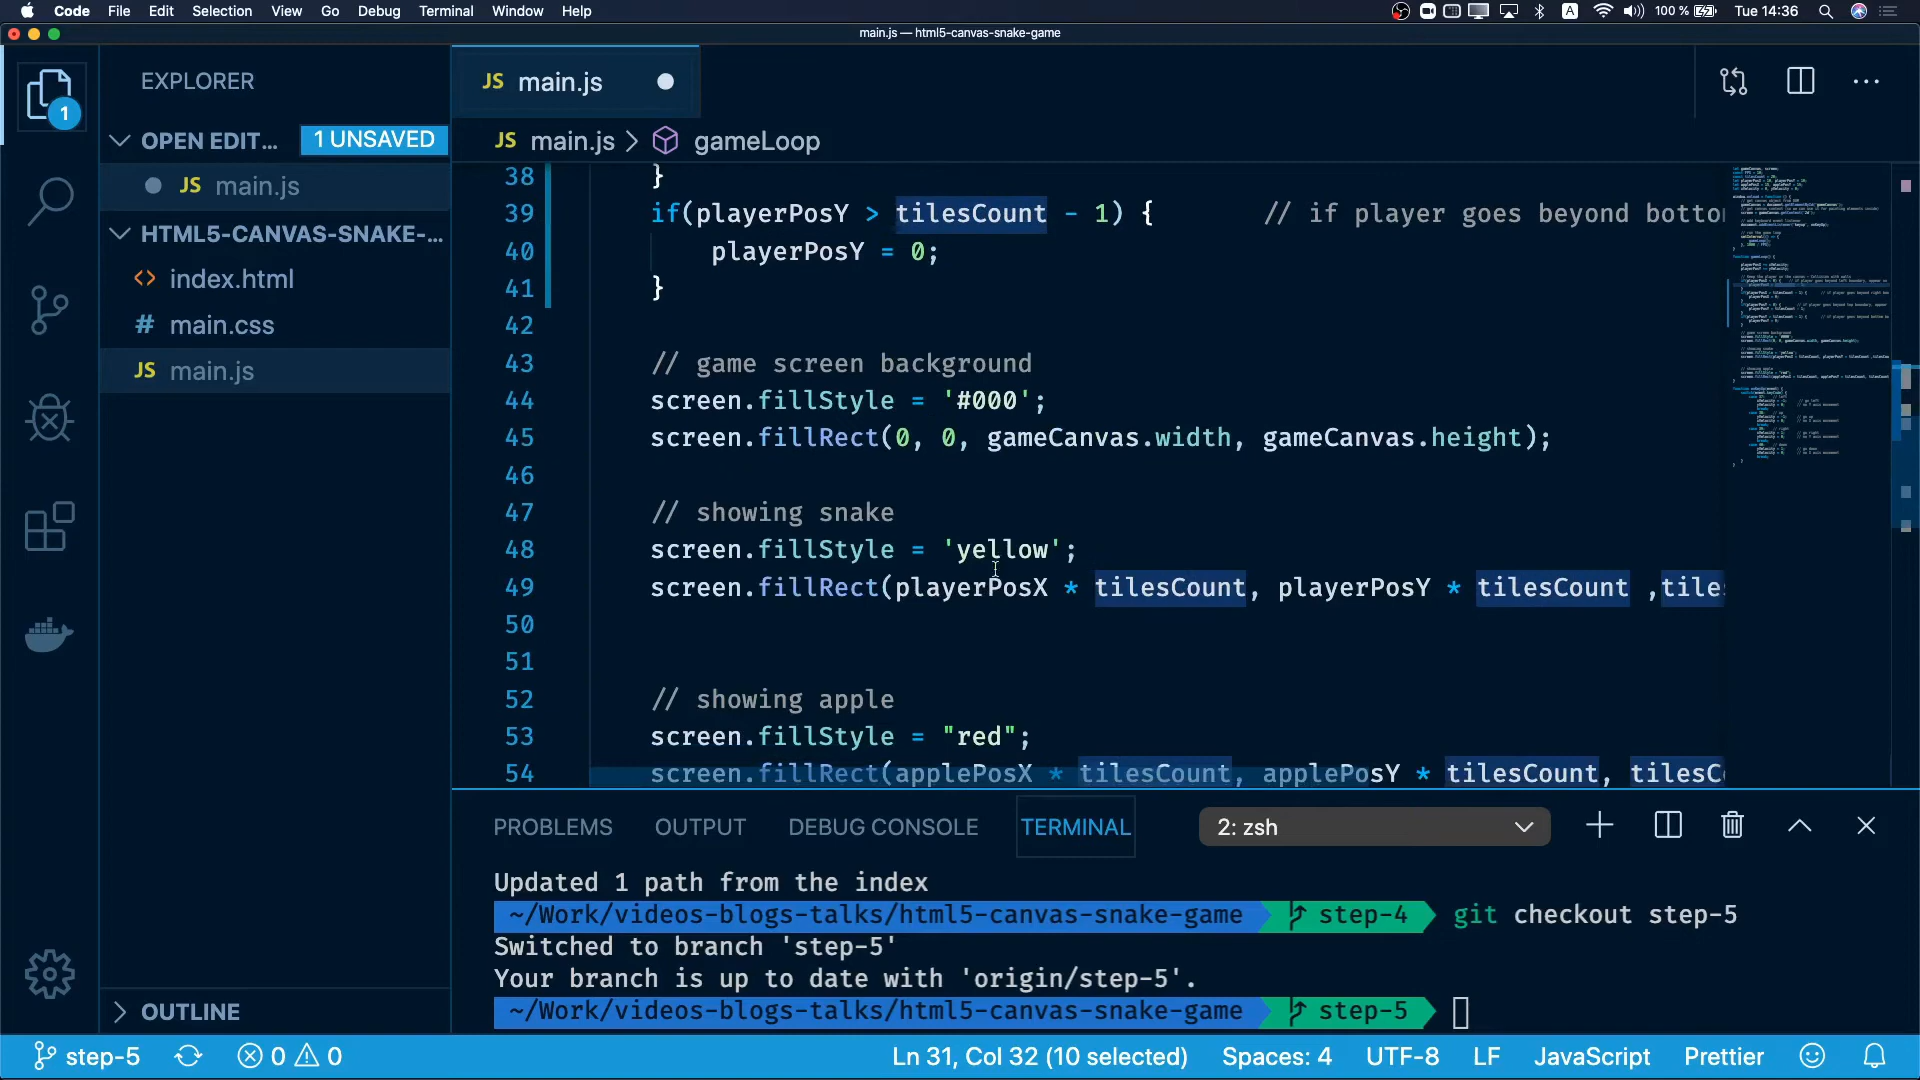 Code File Edit Selection View Go Debug Terminal Window Help
100 % Tue 14:36
main.js — html5-canvas-snake-game
EXPLORER
OPEN EDIT... 1 UNSAVED
JS main.js
HTML5-CANVAS-SNAKE-...
<> index.html
# main.css
JS main.js
OUTLINE
1
JS main.js
JS main.js > gameLoop
38 }
39 if(playerPosY > tilesCount - 1) { // if player goes beyond botto
40 playerPosY = 0;
41 }
42
43 // game screen background
44 screen.fillStyle = '#000';
45 screen.fillRect(0, 0, gameCanvas.width, gameCanvas.height);
46
47 // showing snake
48 screen.fillStyle = 'yellow';
49 screen.fillRect(playerPosX * tilesCount, playerPosY * tilesCount ,tile
50
51
52 // showing apple
53 screen.fillStyle = "red";
54 screen.fillRect(applePosX * tilesCount, applePosY * tilesCount, tilesC
PROBLEMS OUTPUT DEBUG CONSOLE TERMINAL 2: zsh
Updated 1 path from the index
~/Work/videos-blogs-talks/html5-canvas-snake-game step-4 git checkout step-5
Switched to branch 'step-5'
Your branch is up to date with 'origin/step-5'.
~/Work/videos-blogs-talks/html5-canvas-snake-game step-5
step-5 0 0 Ln 31, Col 32 (10 selected) Spaces: 4 UTF-8 LF JavaScript Prettier